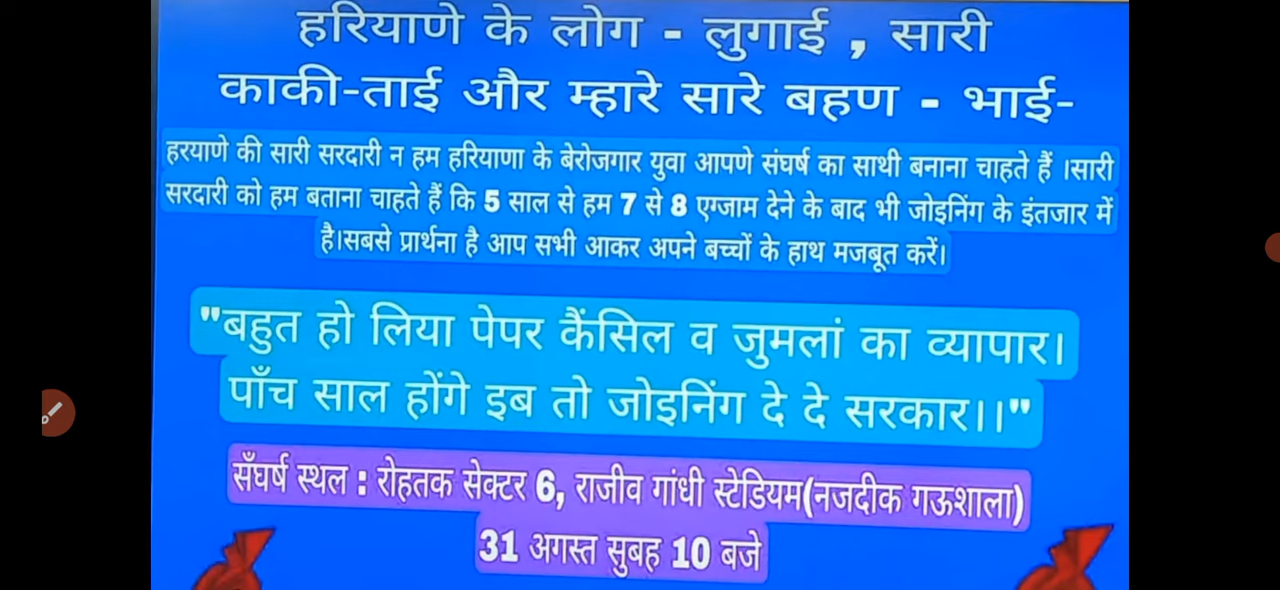 हरियाणे के लोग - लुगाई , सारी
काकी-ताई और म्हारे सारे बहण - भाई-
हरयाणे की सारी सरदारी न हम हरियाणा के बेरोजगार युवा आपणे संघर्ष का साथी बनाना चाहते हैं ।सारी
सरदारी को हम बताना चाहते हैं कि 5 साल से हम 7 से 8 एग्जाम देने के बाद भी जोइनिंग के इंतजार में
है।सबसे प्रार्थना है आप सभी आकर अपने बच्चों के हाथ मजबूत करें।
"बहुत हो लिया पेपर कैंसिल व जुमलां का व्यापार।
पाँच साल होंगे इब तो जोइनिंग दे दे सरकार।।"
सँघर्ष स्थल : रोहतक सेक्टर 6, राजीव गांधी स्टेडियम(नजदीक गऊशाला)
31 अगस्त सुबह 10 बजे